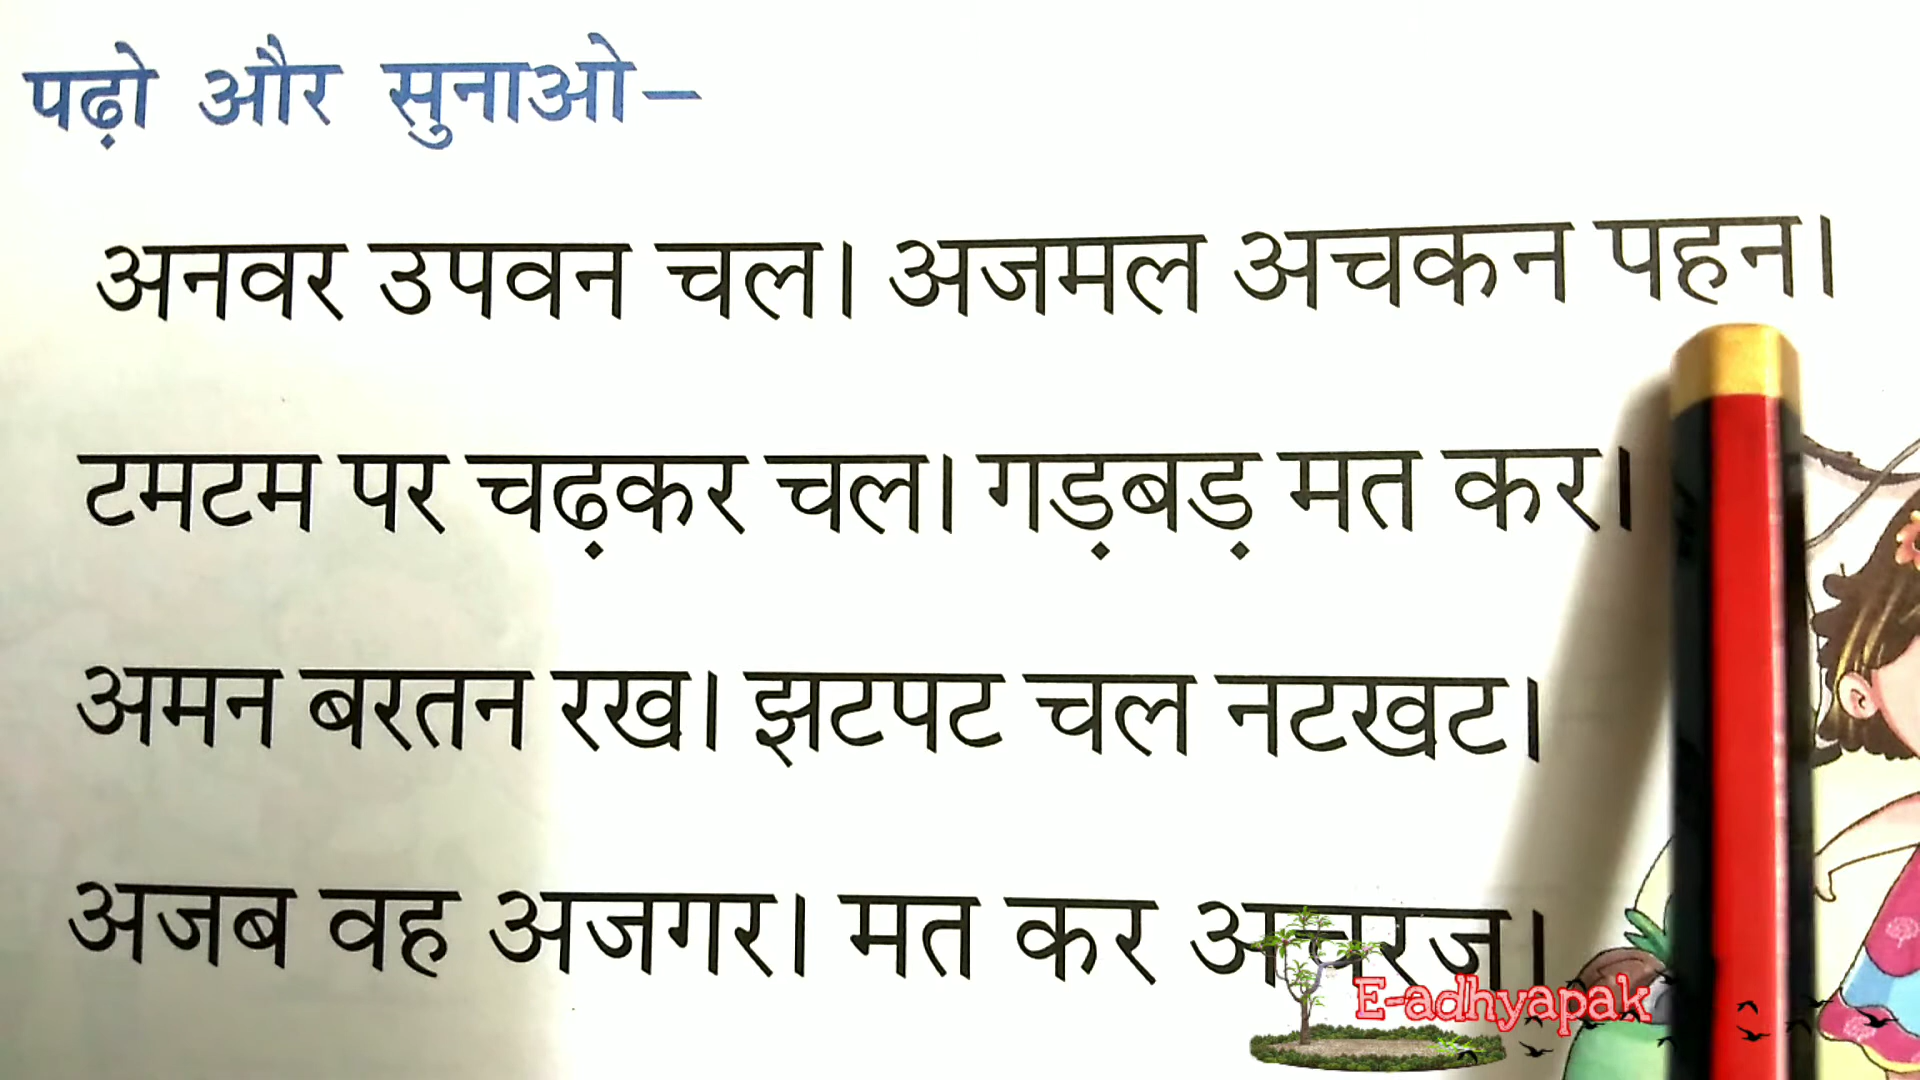 पढ़ो और सुनाओ–
अनवर उपवन चल। अजमल अचकन पहन।
टमटम पर चढ़कर चल। गड़बड़ मत कर।
अमन बरतन रख। झटपट चल नटखट।
अजब वह अजगर। मत कर अचरज।
E-adhyapak